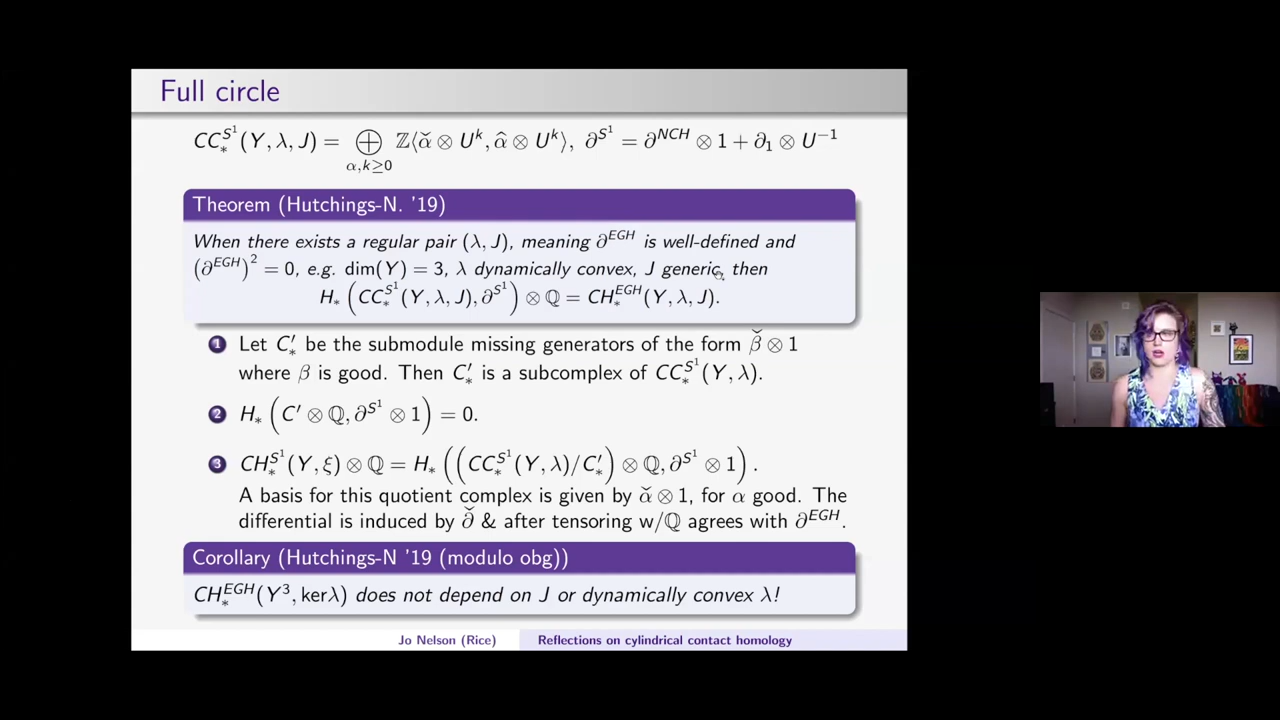 Full circle
CC_*^{S^1}(Y, λ, J) = ⊕_{α,k≥0} ℤ⟨α̌ ⊗ U^k, α̂ ⊗ U^k⟩, ∂^{S^1} = ∂^{NCH} ⊗ 1 + ∂_1 ⊗ U^{−1}
Theorem (Hutchings-N. '19)
When there exists a regular pair (λ, J), meaning ∂^{EGH} is well-defined and
(∂^{EGH})^2 = 0, e.g. dim(Y) = 3, λ dynamically convex, J generic, then
H_*(CC_*^{S^1}(Y, λ, J), ∂^{S^1}) ⊗ ℚ = CH_*^{EGH}(Y, λ, J).
1 Let C'_* be the submodule missing generators of the form β̌ ⊗ 1
where β is good. Then C'_* is a subcomplex of CC_*^{S^1}(Y, λ).
2 H_*(C' ⊗ ℚ, ∂^{S^1} ⊗ 1) = 0.
3 CH_*^{S^1}(Y, ξ) ⊗ ℚ = H_*((CC_*^{S^1}(Y, λ)/C'_*) ⊗ ℚ, ∂^{S^1} ⊗ 1).
A basis for this quotient complex is given by α̌ ⊗ 1, for α good. The
differential is induced by ∂̌ & after tensoring w/ℚ agrees with ∂^{EGH}.
Corollary (Hutchings-N '19 (modulo obg))
CH_*^{EGH}(Y^3, kerλ) does not depend on J or dynamically convex λ!
Jo Nelson (Rice) Reflections on cylindrical contact homology